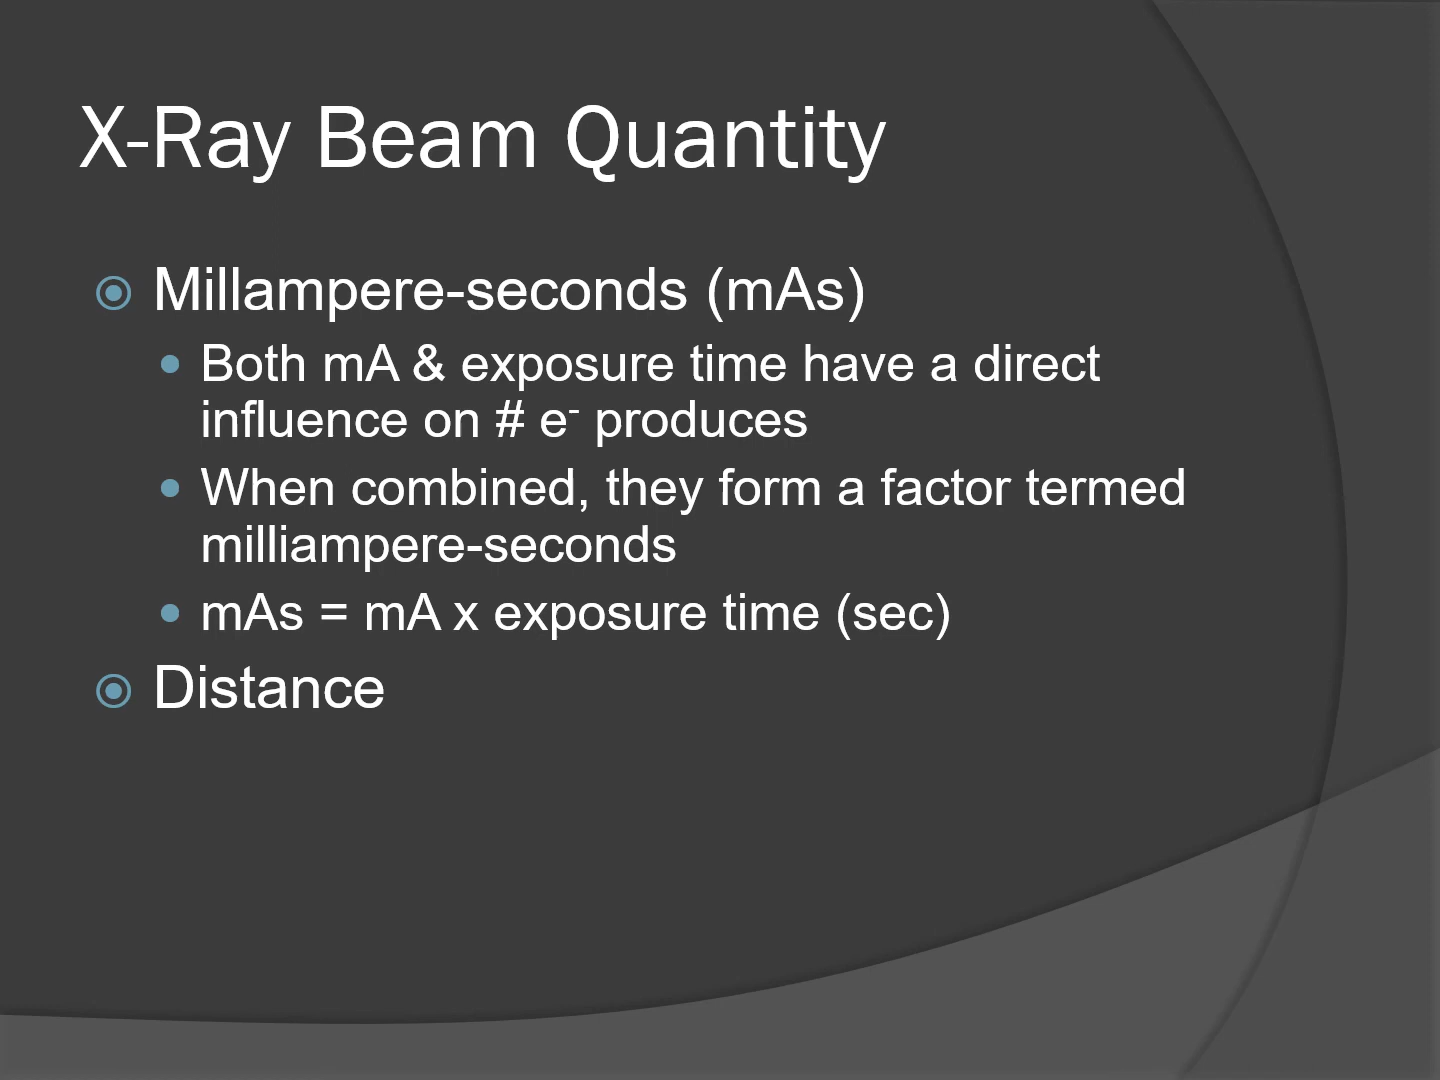 X-Ray Beam Quantity
Millampere-seconds (mAs)
Both mA & exposure time have a direct
influence on # e⁻ produces
When combined, they form a factor termed
milliampere-seconds
mAs = mA x exposure time (sec)
Distance